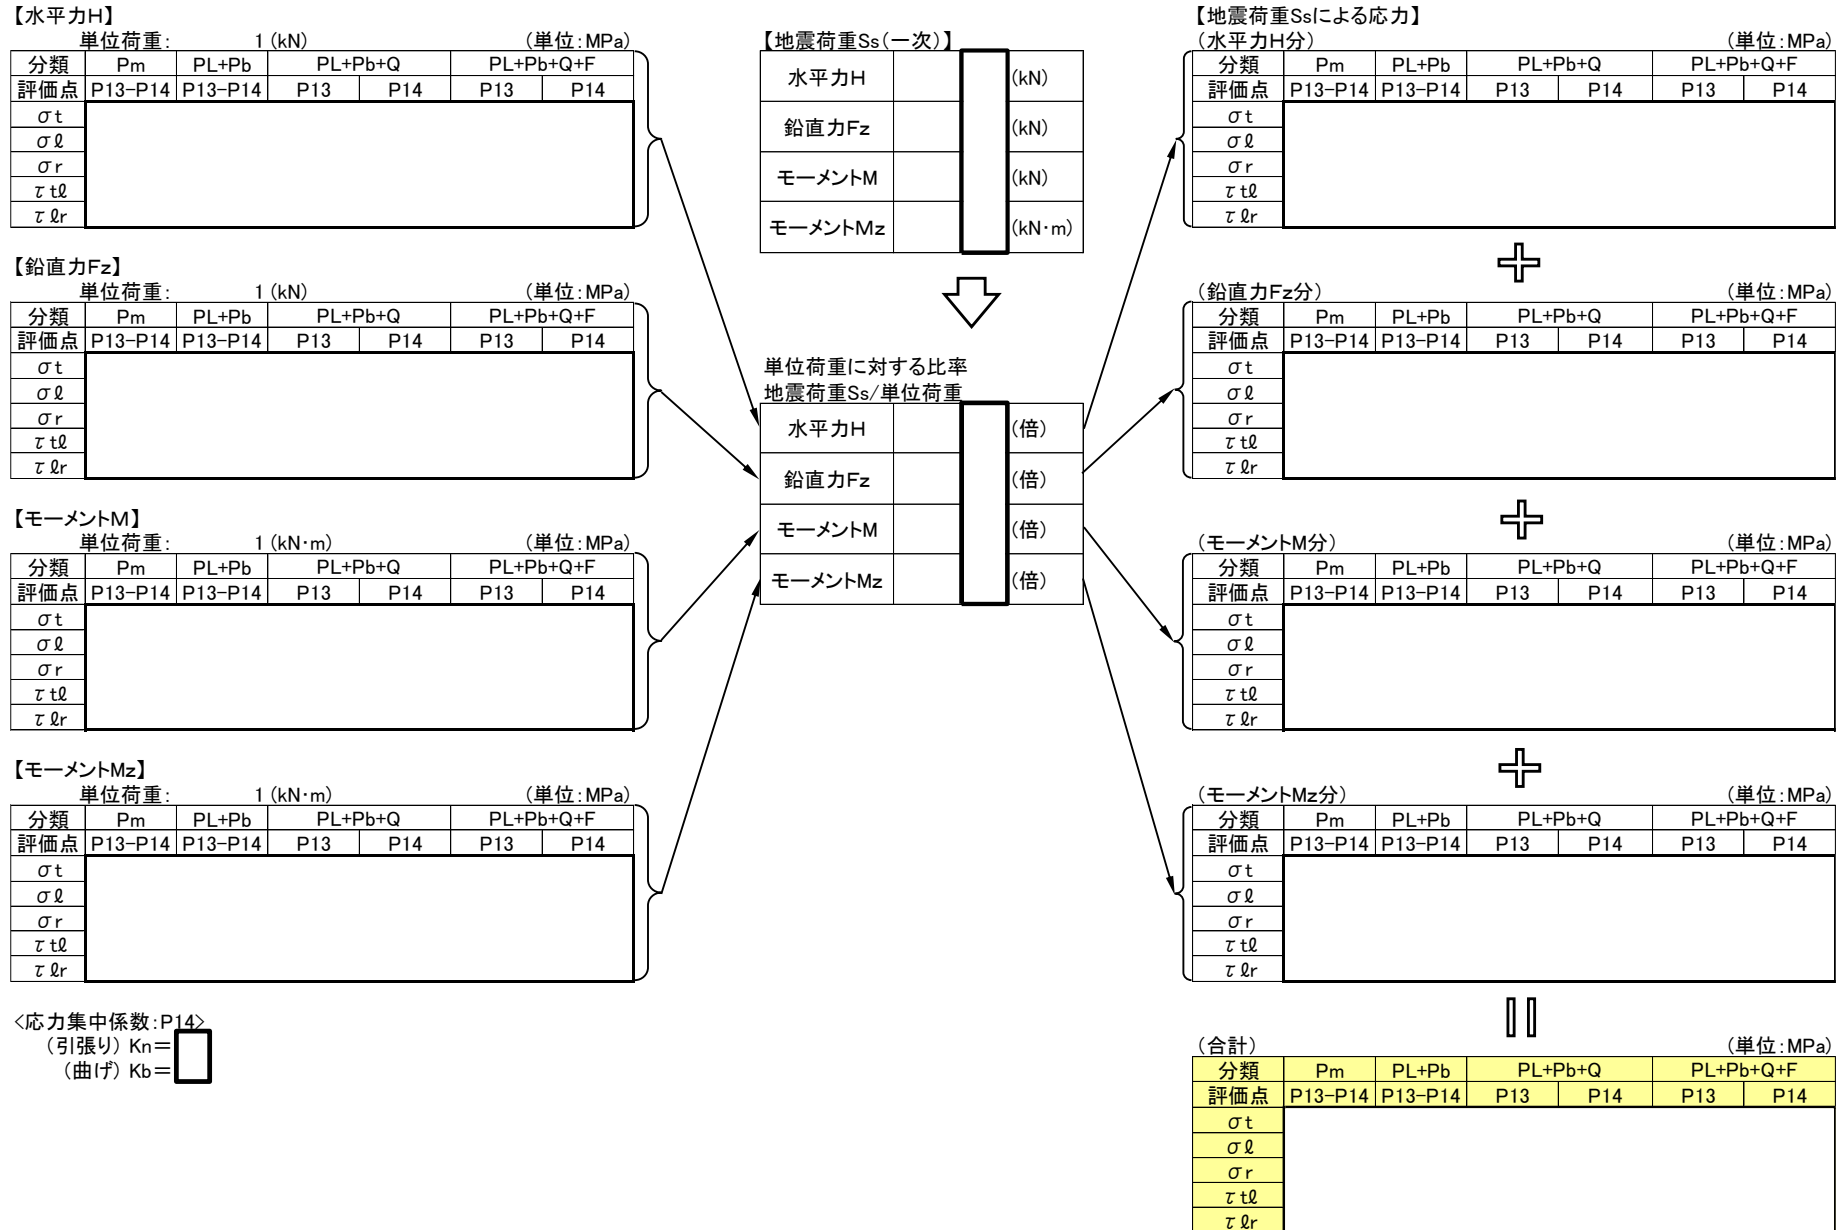 【水平力H】
単位荷重: 1 (kN) (単位:MPa)
分類 Pm PL+Pb PL+Pb+Q PL+Pb+Q+F
評価点 P13-P14 P13-P14 P13 P14 P13 P14
σt
σℓ
σr
τtℓ
τℓr
【鉛直力Fz】
単位荷重: 1 (kN) (単位:MPa)
分類 Pm PL+Pb PL+Pb+Q PL+Pb+Q+F
評価点 P13-P14 P13-P14 P13 P14 P13 P14
σt
σℓ
σr
τtℓ
τℓr
【モーメントM】
単位荷重: 1 (kN·m) (単位:MPa)
分類 Pm PL+Pb PL+Pb+Q PL+Pb+Q+F
評価点 P13-P14 P13-P14 P13 P14 P13 P14
σt
σℓ
σr
τtℓ
τℓr
【モーメントMz】
単位荷重: 1 (kN·m) (単位:MPa)
分類 Pm PL+Pb PL+Pb+Q PL+Pb+Q+F
評価点 P13-P14 P13-P14 P13 P14 P13 P14
σt
σℓ
σr
τtℓ
τℓr
<応力集中係数:P14>
(引張り) Kn=
(曲げ) Kb=
【地震荷重Ss(一次)】
水平力H (kN)
鉛直力Fz (kN)
モーメントM (kN)
モーメントMz (kN·m)
単位荷重に対する比率
地震荷重Ss/単位荷重
水平力H (倍)
鉛直力Fz (倍)
モーメントM (倍)
モーメントMz (倍)
【地震荷重Ssによる応力】
(水平力H分) (単位:MPa)
分類 Pm PL+Pb PL+Pb+Q PL+Pb+Q+F
評価点 P13-P14 P13-P14 P13 P14 P13 P14
σt
σℓ
σr
τtℓ
τℓr
(鉛直力Fz分) (単位:MPa)
分類 Pm PL+Pb PL+Pb+Q PL+Pb+Q+F
評価点 P13-P14 P13-P14 P13 P14 P13 P14
σt
σℓ
σr
τtℓ
τℓr
(モーメントM分) (単位:MPa)
分類 Pm PL+Pb PL+Pb+Q PL+Pb+Q+F
評価点 P13-P14 P13-P14 P13 P14 P13 P14
σt
σℓ
σr
τtℓ
τℓr
(モーメントMz分) (単位:MPa)
分類 Pm PL+Pb PL+Pb+Q PL+Pb+Q+F
評価点 P13-P14 P13-P14 P13 P14 P13 P14
σt
σℓ
σr
τtℓ
τℓr
(合計) (単位:MPa)
分類 Pm PL+Pb PL+Pb+Q PL+Pb+Q+F
評価点 P13-P14 P13-P14 P13 P14 P13 P14
σt
σℓ
σr
τtℓ
τℓr